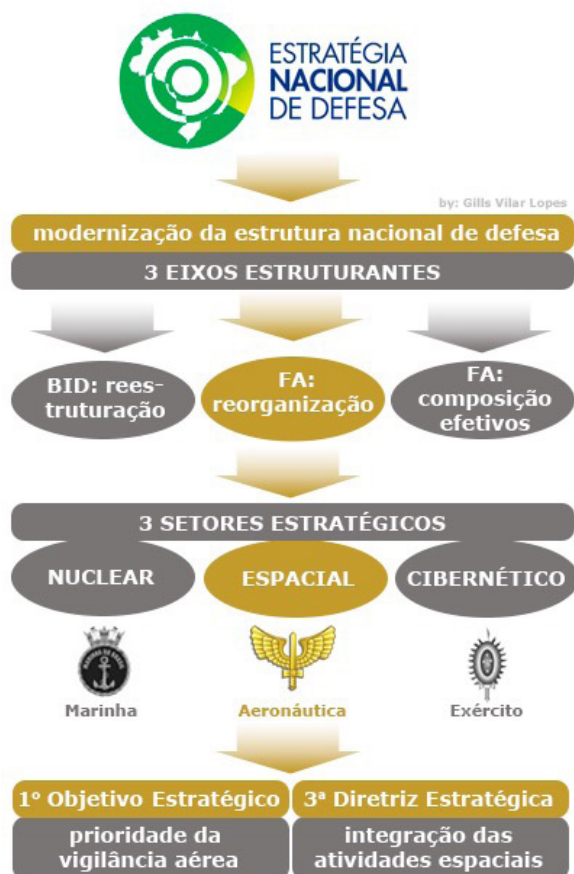 ESTRATÉGIA
NACIONAL
DE DEFESA
by: Gills Vilar Lopes
modernização da estrutura nacional de defesa
3 EIXOS ESTRUTURANTES
BID: rees-
truturação
FA:
reorganização
FA:
composição
efetivos
3 SETORES ESTRATÉGICOS
NUCLEAR
ESPACIAL
CIBERNÉTICO
Marinha
Aeronáutica
Exército
1º Objetivo Estratégico
3ª Diretriz Estratégica
prioridade da
vigilância aérea
integração das
atividades espaciais